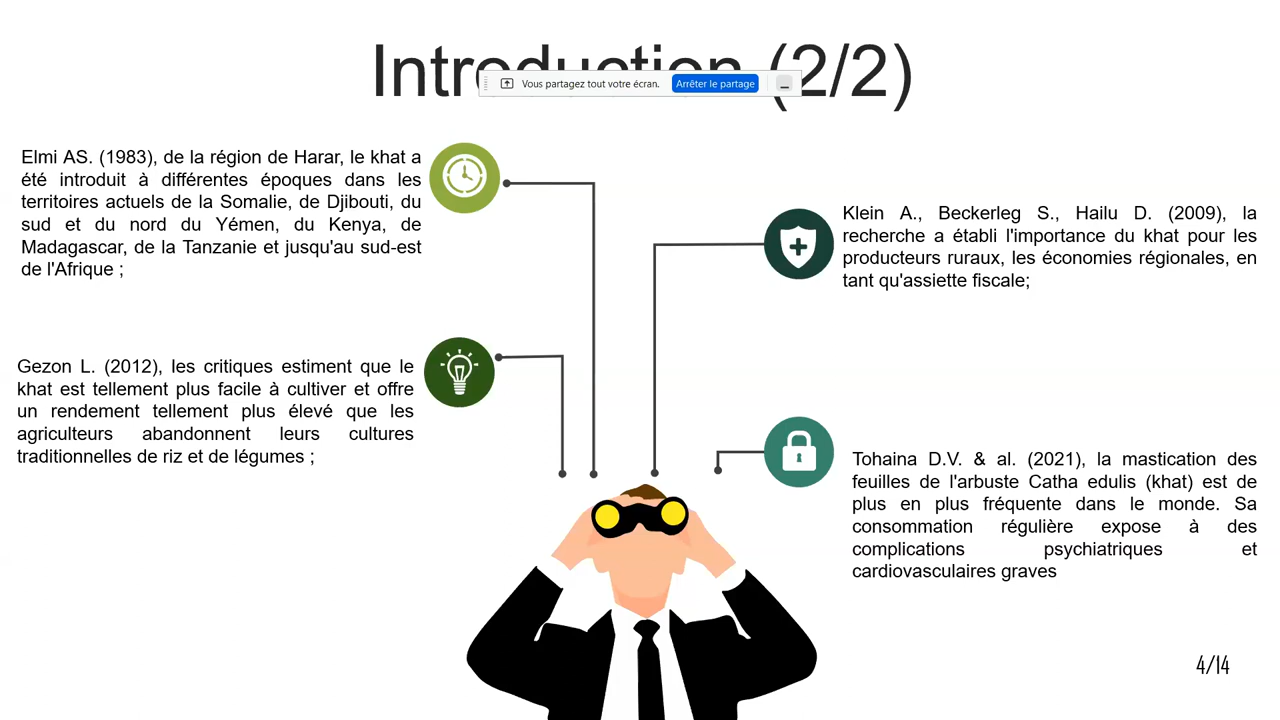 Introduction (2/2)
Vous partagez tout votre écran. Arrêter le partage
Elmi AS. (1983), de la région de Harar, le khat a
été introduit à différentes époques dans les
territoires actuels de la Somalie, de Djibouti, du
sud et du nord du Yémen, du Kenya, de
Madagascar, de la Tanzanie et jusqu'au sud-est
de l'Afrique ;
Klein A., Beckerleg S., Hailu D. (2009), la
recherche a établi l'importance du khat pour les
producteurs ruraux, les économies régionales, en
tant qu'assiette fiscale;
Gezon L. (2012), les critiques estiment que le
khat est tellement plus facile à cultiver et offre
un rendement tellement plus élevé que les
agriculteurs abandonnent leurs cultures
traditionnelles de riz et de légumes ;
Tohaina D.V. & al. (2021), la mastication des
feuilles de l'arbuste Catha edulis (khat) est de
plus en plus fréquente dans le monde. Sa
consommation régulière expose à des
complications psychiatriques et
cardiovasculaires graves
4/14